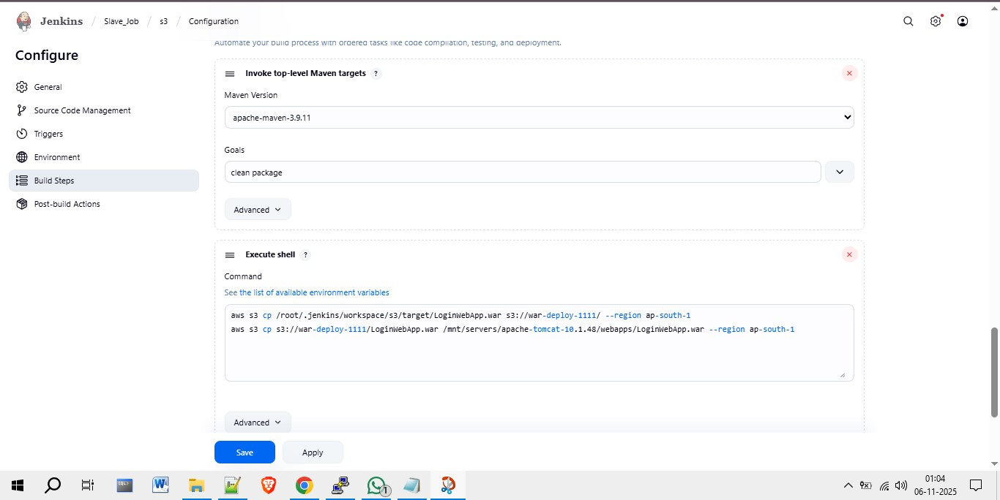 Jenkins / Slave_Job / s3 / Configuration
Configure
General
Source Code Management
Triggers
Environment
Build Steps
Post-build Actions
Automate your build process with ordered tasks like code compilation, testing, and deployment.
Invoke top-level Maven targets ?
Maven Version
apache-maven-3.9.11
Goals
clean package
Advanced
Execute shell ?
Command
See the list of available environment variables
aws s3 cp /root/.jenkins/workspace/s3/target/LoginWebApp.war s3://war-deploy-1111/ --region ap-south-1
aws s3 cp s3://war-deploy-1111/LoginWebApp.war /mnt/servers/apache-tomcat-10.1.48/webapps/LoginWebApp.war --region ap-south-1
Advanced
Save
Apply
SQL>
W
1
01:04
06-11-2025